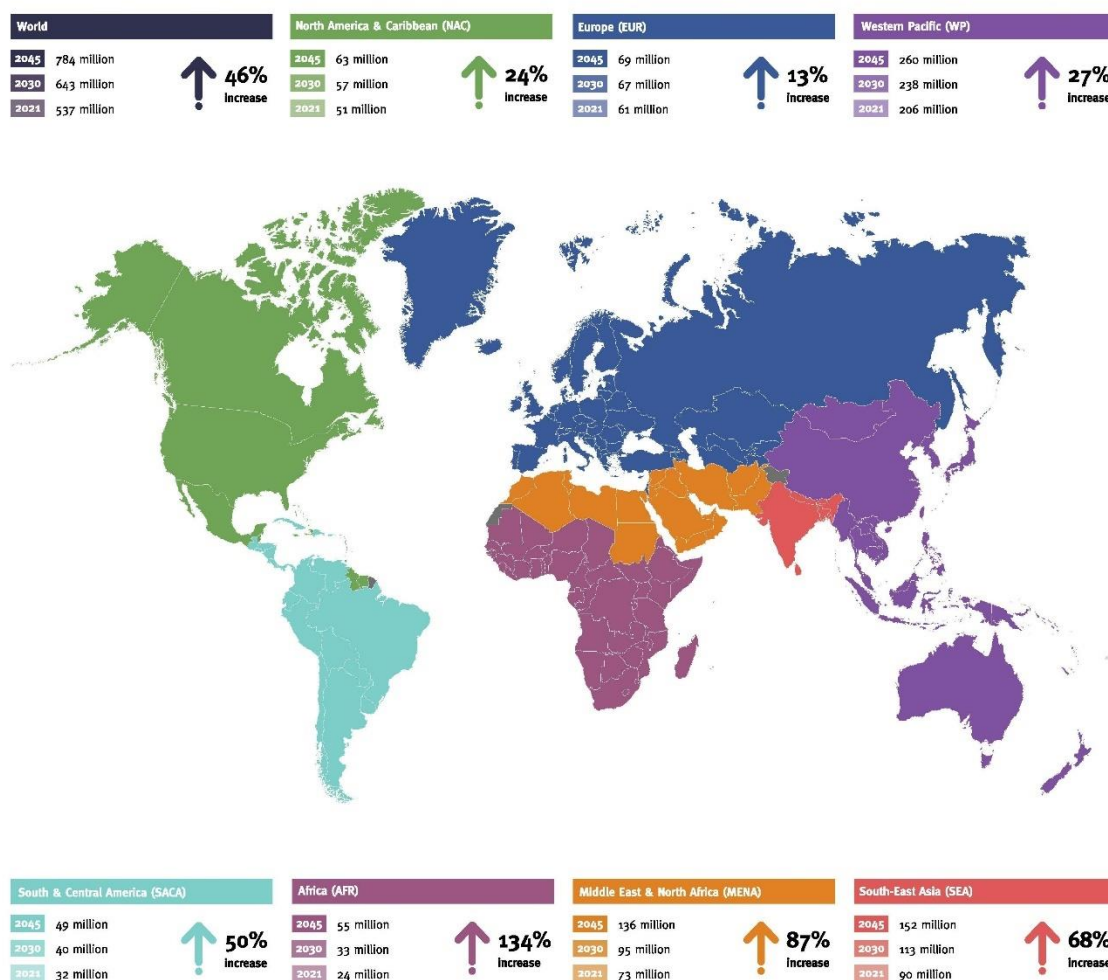 World
2045 784 million
2030 643 million
2021 537 million
46%
increase
North America & Caribbean (NAC)
2045 63 million
2030 57 million
2021 51 million
24%
increase
Europe (EUR)
2045 69 million
2030 67 million
2021 61 million
13%
increase
Western Pacific (WP)
2045 260 million
2030 238 million
2021 206 million
27%
increase
South & Central America (SACA)
2045 49 million
2030 40 million
2021 32 million
50%
increase
Africa (AFR)
2045 55 million
2030 33 million
2021 24 million
134%
increase
Middle East & North Africa (MENA)
2045 136 million
2030 95 million
2021 73 million
87%
increase
South-East Asia (SEA)
2045 152 million
2030 113 million
2021 90 million
68%
increase